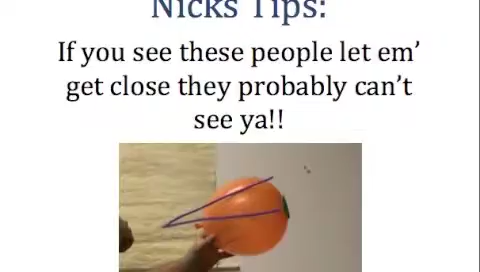 Nicks Tips:
If you see these people let em’
get close they probably can’t
see ya!!